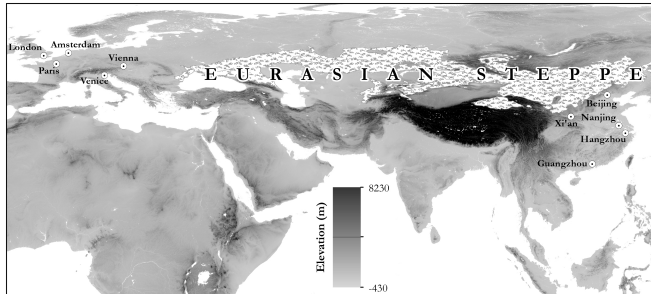 London
Amsterdam
Paris
Vienna
Venice
EURASIAN STEPPE
Beijing
Xi'an
Nanjing
Hangzhou
Guangzhou
Elevation (m)
8230
-430